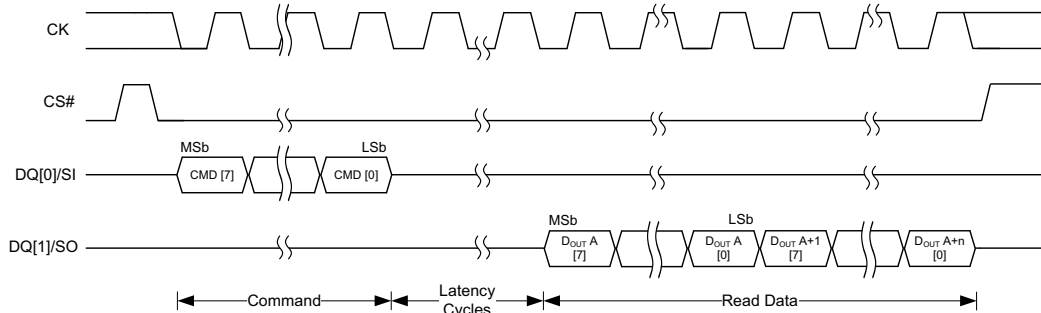 CK
CS#
MSb LSb
DQ[0]/SI CMD [7] CMD [0]
MSb LSb
DQ[1]/SO DOUT A [7] DOUT A [0] DOUT A+1 [7] DOUT A+n [0]
Command Latency Cycles Read Data